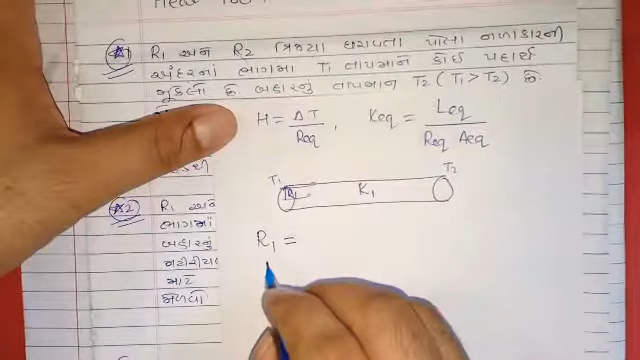 A1 R₁ અને R₂ ત્રિજ્યા ધરાવતા પોલા નળાકારની
અંદરનાં ભાગમાં T₁ તાપમાને કોઈ પદાર્થ
મૂકેલો છે. બહારનું તાપમાન T₂ (T₁ > T₂) છે.
H = ΔT / Req , Keq = Leq / Req Aeq
T₁ T₂
R₁ K₁
A2 R₁ અને
ભાગમાં
R₁ =
બહારનું
માટે
મેળવો